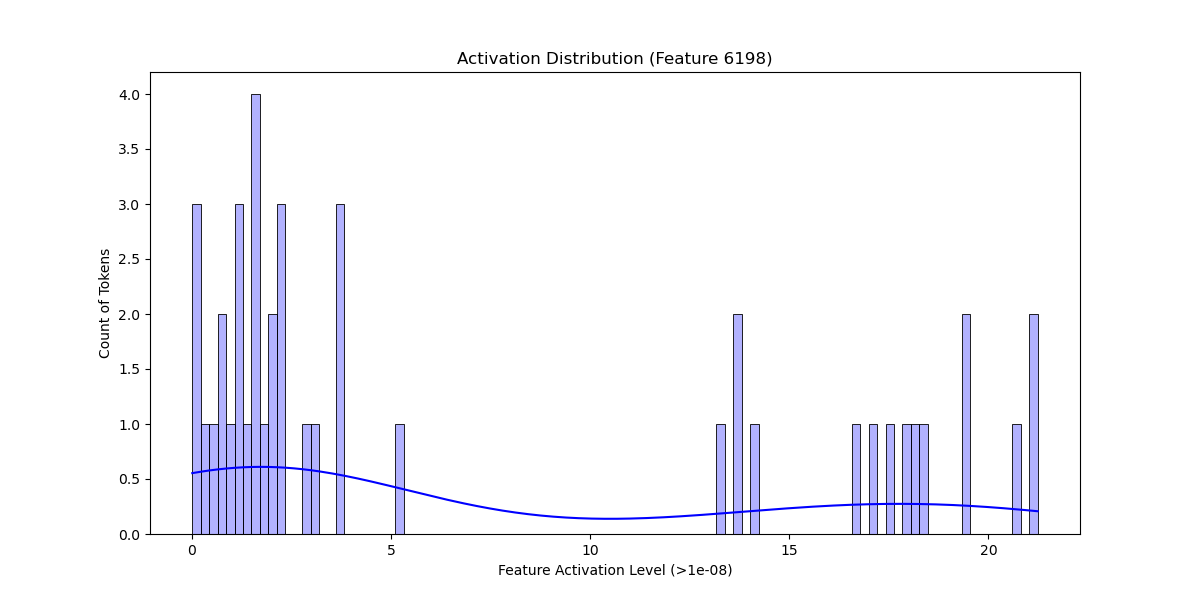 Activation Distribution (Feature 6198)
Count of Tokens
4.0
3.5
3.0
2.5
2.0
1.5
1.0
0.5
0.0
0 5 10 15 20
Feature Activation Level (>1e-08)